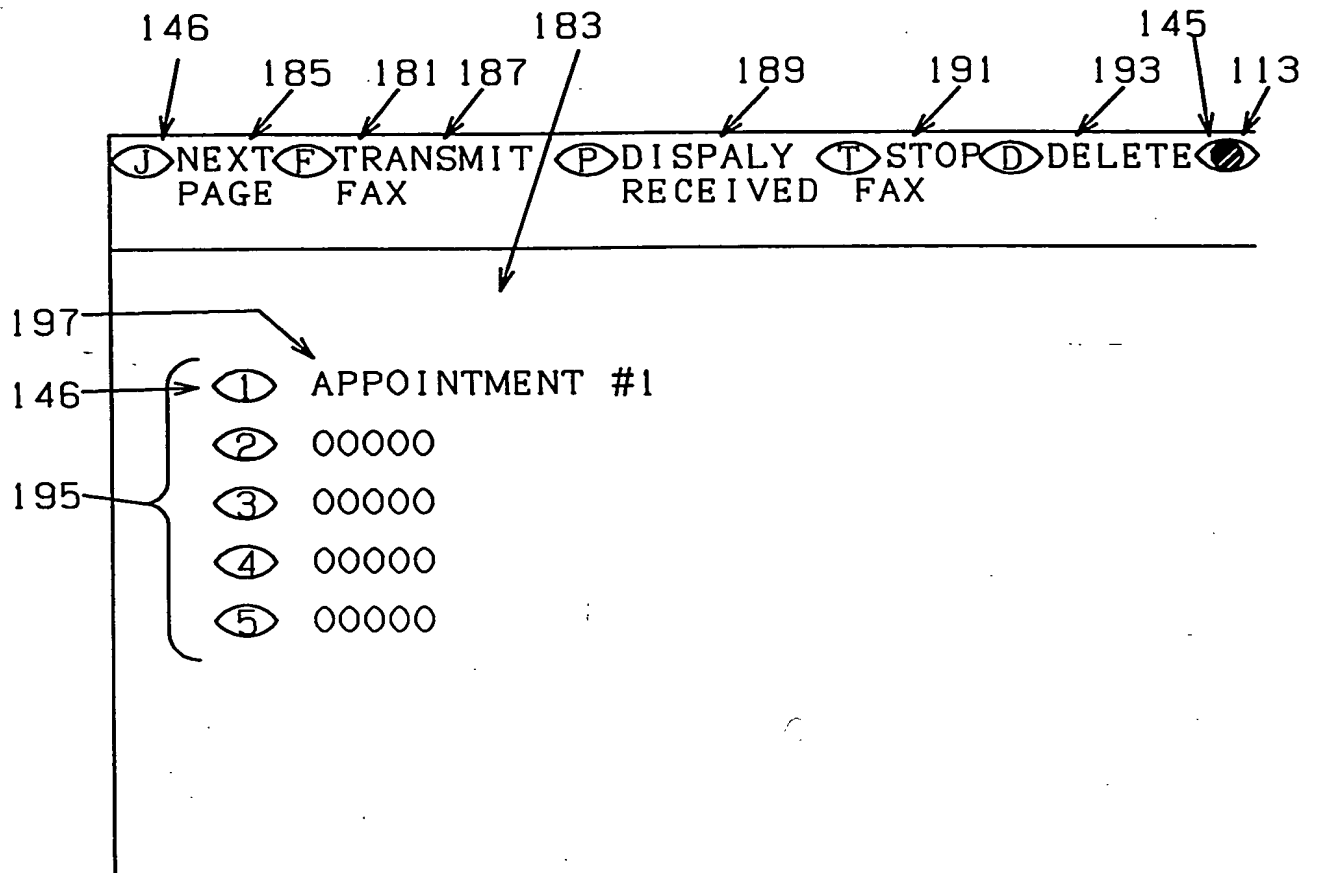 146 183 145
185 181 187 189 191 193 113
J NEXT F TRANSMIT P DISPALY T STOP D DELETE
PAGE FAX RECEIVED FAX
197
146 1 APPOINTMENT #1
2 00000
195 3 00000
4 00000
5 00000